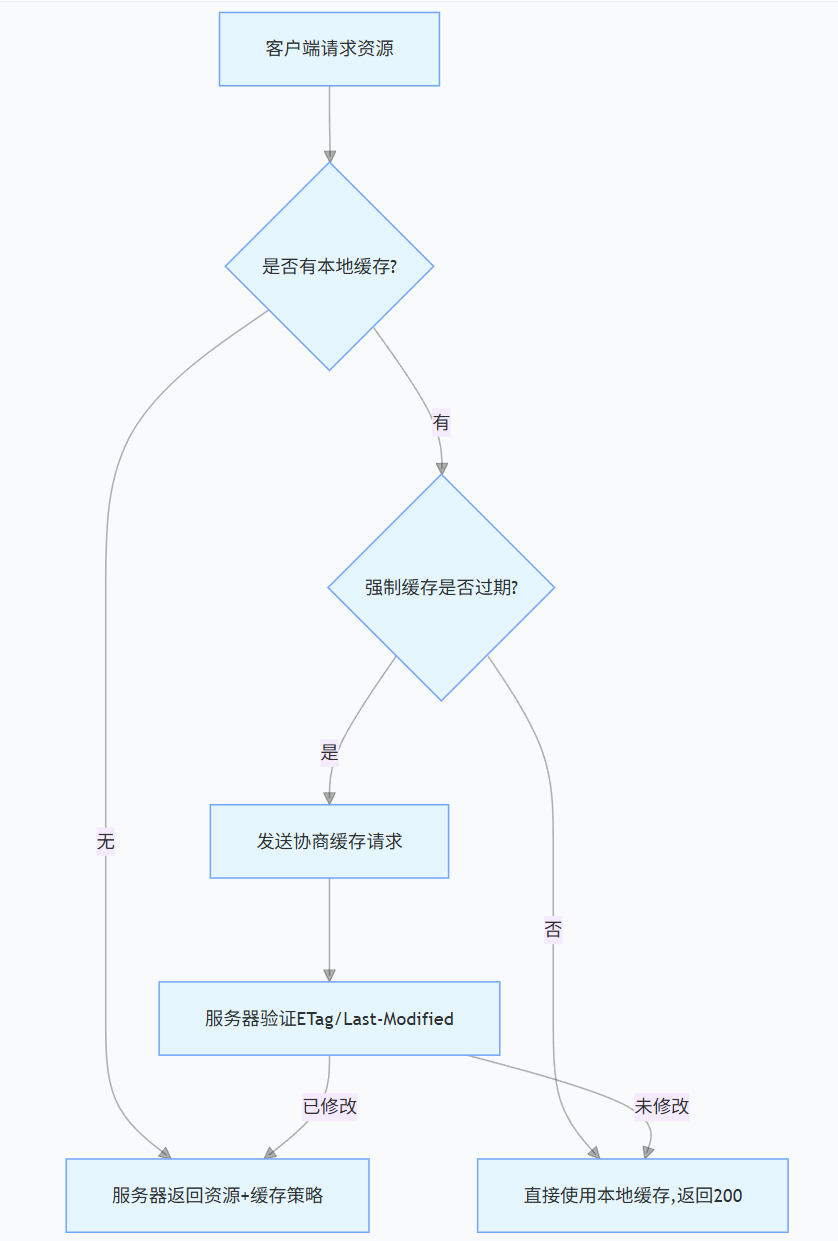 客户端请求资源
是否有本地缓存?
有
强制缓存是否过期?
是
发送协商缓存请求
无
否
服务器验证ETag/Last-Modified
已修改
未修改
服务器返回资源+缓存策略
直接使用本地缓存,返回200